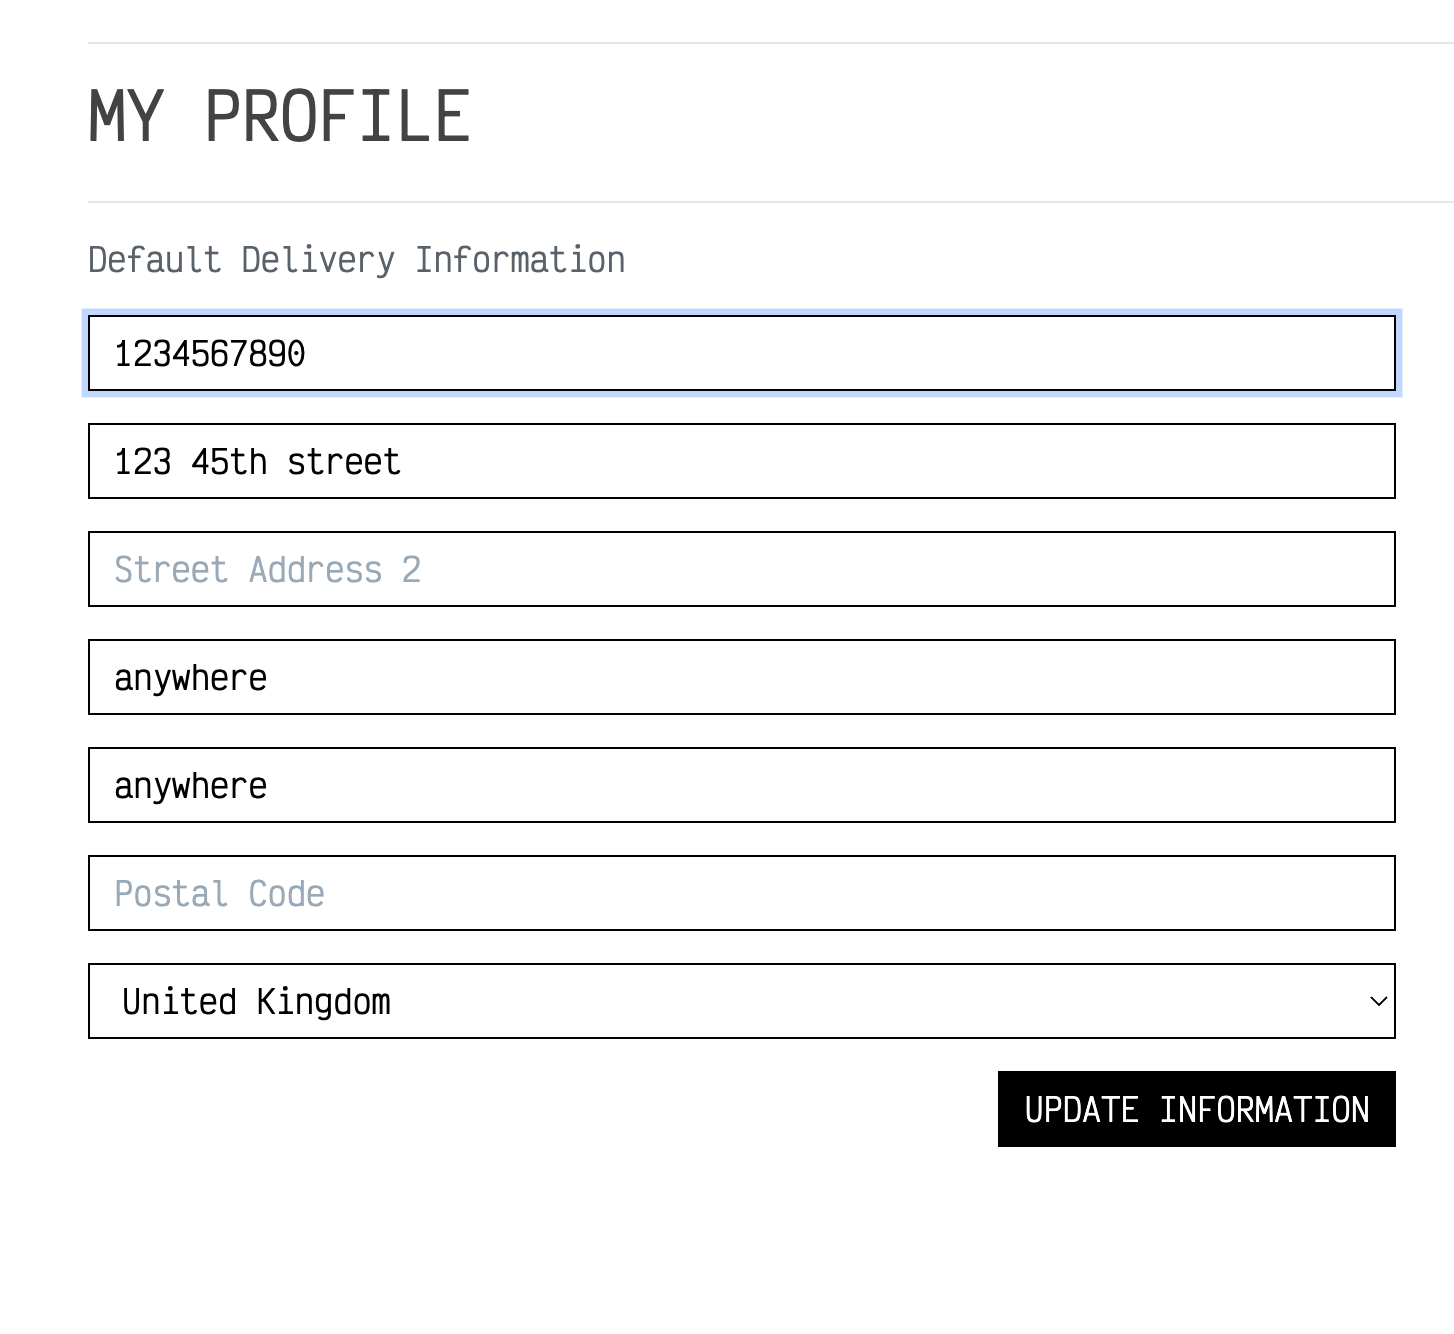 MY PROFILE
Default Delivery Information
1234567890
123 45th street
Street Address 2
anywhere
anywhere
Postal Code
United Kingdom
UPDATE INFORMATION